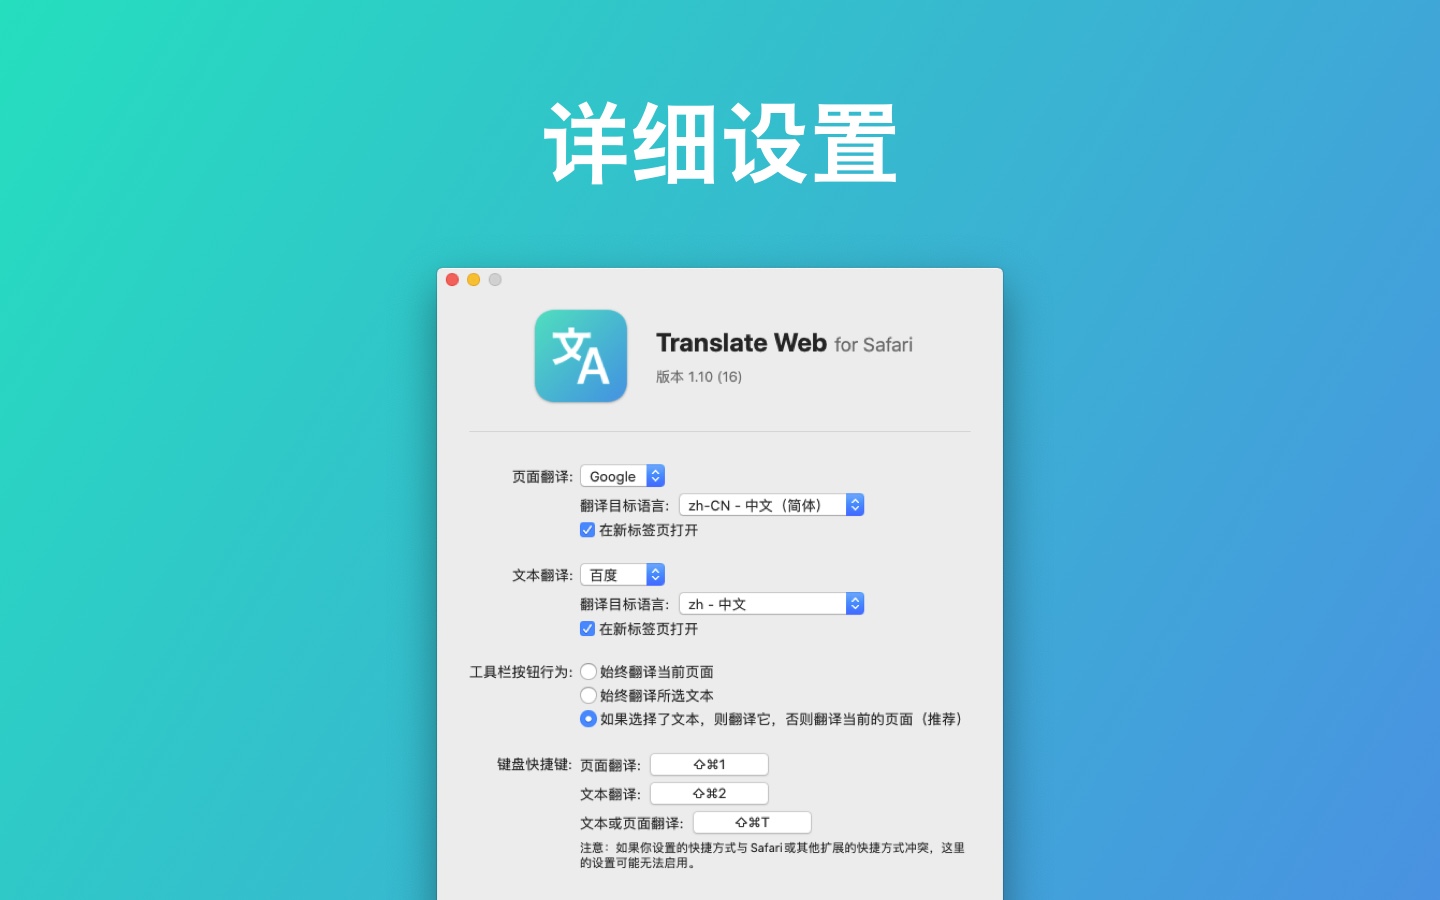 详细设置
文A
Translate Web for Safari
版本 1.10 (16)
页面翻译: Google
翻译目标语言: zh-CN - 中文（简体）
在新标签页打开
文本翻译: 百度
翻译目标语言: zh - 中文
在新标签页打开
工具栏按钮行为: 始终翻译当前页面
始终翻译所选文本
如果选择了文本，则翻译它，否则翻译当前的页面（推荐）
键盘快捷键: 页面翻译: ⇧⌘1
文本翻译: ⇧⌘2
文本或页面翻译: ⇧⌘T
注意：如果你设置的快捷方式与 Safari 或其他扩展的快捷方式冲突，这里
的设置可能无法启用。